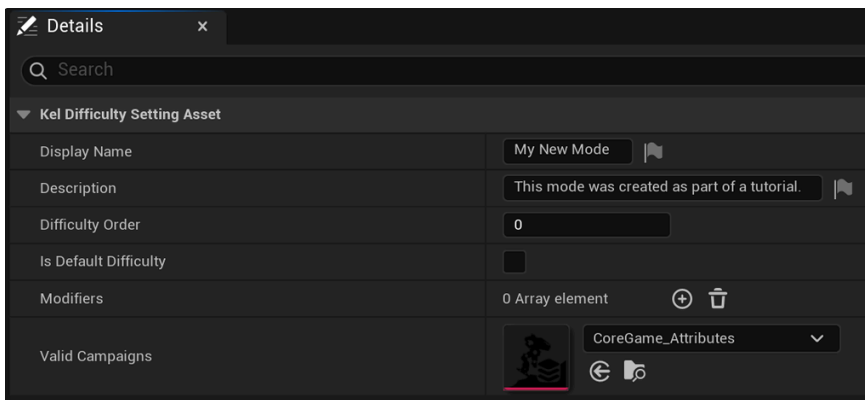 Details
Search
Kel Difficulty Setting Asset
Display Name My New Mode
Description This mode was created as part of a tutorial.
Difficulty Order 0
Is Default Difficulty
Modifiers 0 Array element
Valid Campaigns CoreGame_Attributes